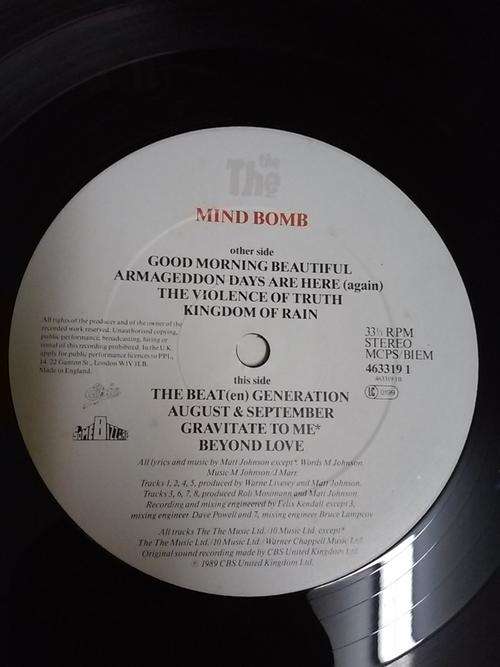 the
The
MIND BOMB
other side
GOOD MORNING BEAUTIFUL
ARMAGEDDON DAYS ARE HERE (again)
THE VIOLENCE OF TRUTH
KINGDOM OF RAIN
All rights of the producer and of the owner of the
recorded work reserved. Unauthorised copying,
public performance, broadcasting, hiring or
rental of this recording prohibited. In the U.K.
apply for public performance licences to PPL,
14-22 Ganton St., London W1V 1LB.
Made in England.
33⅓ RPM
STEREO
MCPS/BIEM
463319 1
463319 1B
LC 0199
this side
THE BEAT(en) GENERATION
AUGUST & SEPTEMBER
GRAVITATE TO ME*
BEYOND LOVE
Epic
SOME BIZZARE
All lyrics and music by Matt Johnson except*. Words M Johnson.
Music M Johnson/J Marr.
Tracks 1, 2, 4, 5, produced by Warne Livesey and Matt Johnson.
Tracks 3, 6, 7, 8, produced Roli Mosimann and Matt Johnson.
Recording and mixing engineered by Felix Kendall except 3,
mixing engineer Dave Powell and 7, mixing engineer Bruce Lampcov
All tracks The The Music Ltd./10 Music Ltd. except*
The The Music Ltd./10 Music Ltd./Warner Chappell Music Ltd.
Original sound recording made by CBS United Kingdom Ltd.
℗ 1989 CBS United Kingdom Ltd.